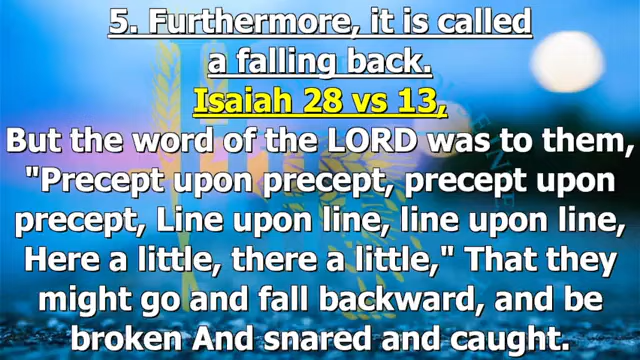 5. Furthermore, it is called
a falling back.
Isaiah 28 vs 13,
But the word of the LORD was to them,
"Precept upon precept, precept upon
precept, Line upon line, line upon line,
Here a little, there a little," That they
might go and fall backward, and be
broken And snared and caught.